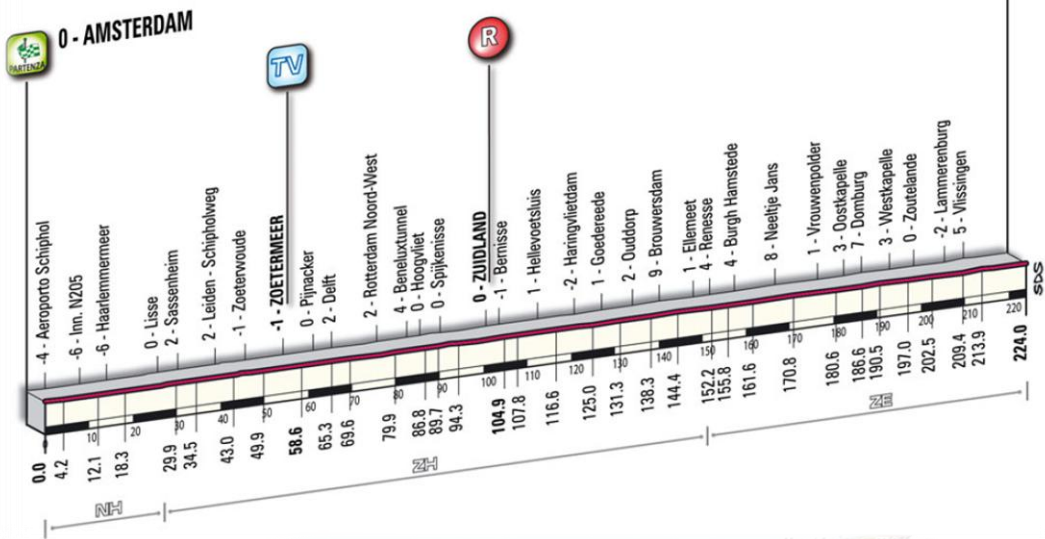 0 - AMSTERDAM
PARTENZA
TV
R
-4 - Aeroporto Schiphol
-6 - Inn. N205
-6 - Haarlemmermeer
0 - Lisse
2 - Sassenheim
2 - Leiden - Schipholweg
-1 - Zoeterwoude
-1 - ZOETERMEER
0 - Pijnacker
2 - Delft
2 - Rotterdam Noord-West
4 - Beneluxtunnel
0 - Hoogvliet
0 - Spijkenisse
0 - ZUIDLAND
-1 - Bernisse
1 - Hellevoetsluis
-2 - Haringvlietdam
1 - Goedereede
2 - Ouddorp
9 - Brouwersdam
1 - Ellemeet
4 - Renesse
4 - Burgh Hamstede
8 - Neeltje Jans
1 - Vrouwenpolder
3 - Oostkapelle
7 - Domburg
3 - Westkapelle
0 - Zoutelande
-2 - Lammerenburg
5 - Vlissingen
SDS
0
10
20
30
40
50
60
70
80
90
100
110
120
130
140
150
160
170
180
190
200
210
220
0.0
4.2
12.1
18.3
29.9
34.5
43.0
49.9
58.6
65.3
69.6
79.9
86.8
89.7
94.3
104.9
107.8
116.6
125.0
131.3
138.3
144.4
152.2
155.8
161.6
170.8
180.6
186.6
190.5
197.0
202.5
209.4
213.9
224.0
NH
ZH
ZE